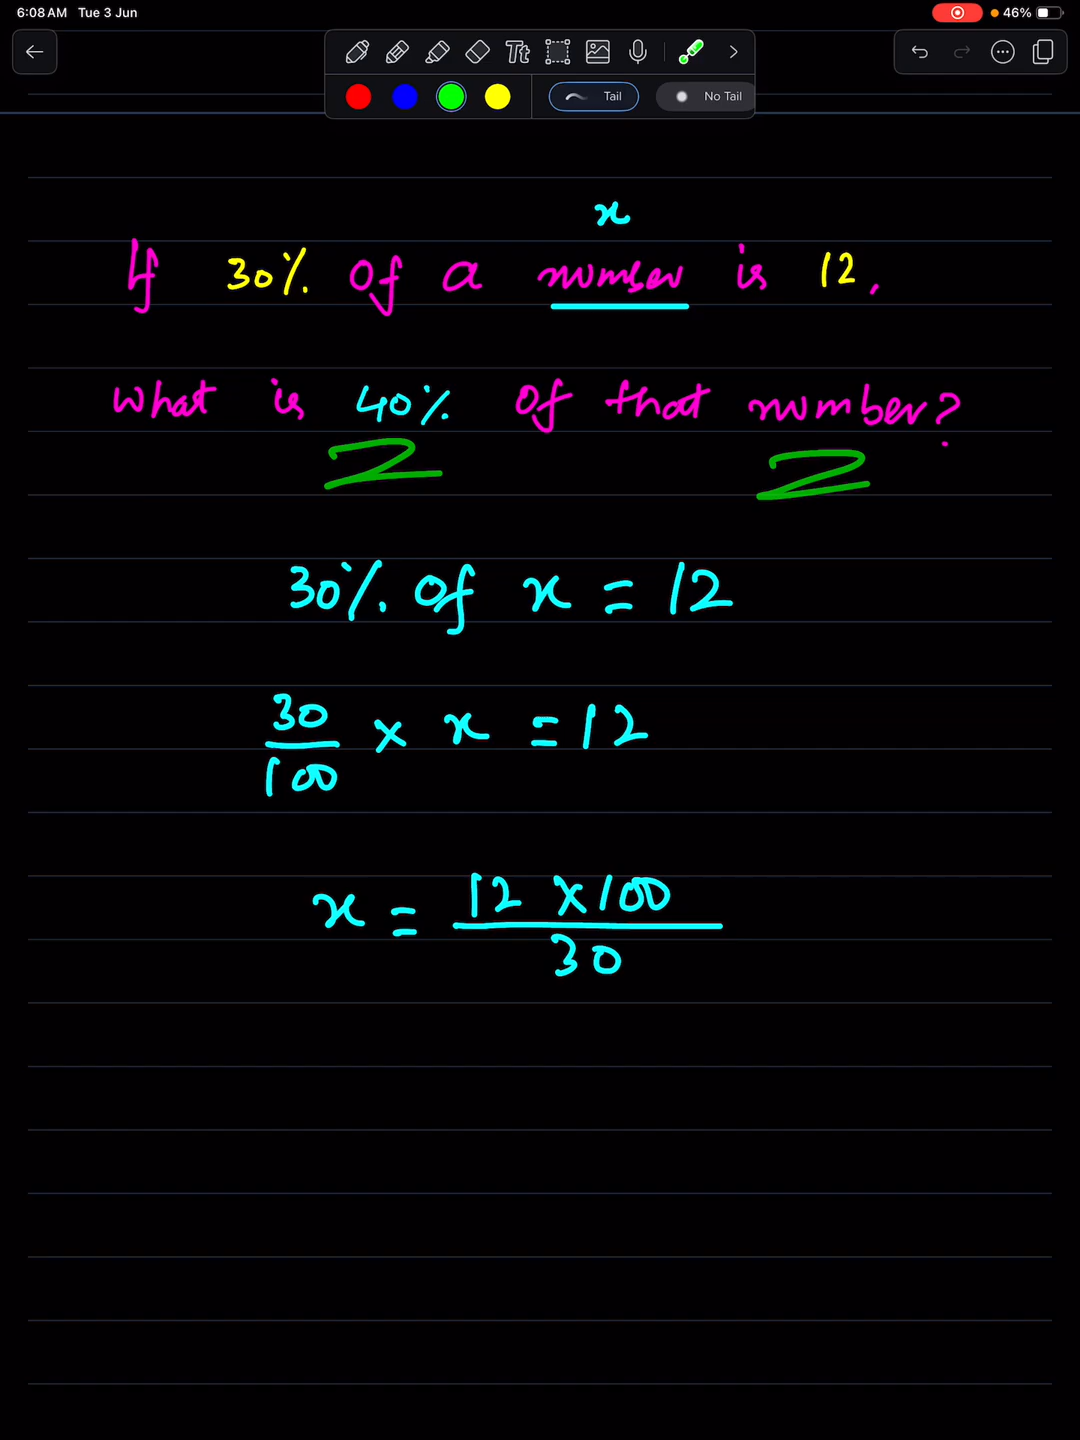 6:08 AM Tue 3 Jun 46%
Tt
Tail No Tail
x
If 30% of a number is 12,
what is 40% of that number?
30% of x = 12
30
100 × x = 12
x = 12 × 100
30